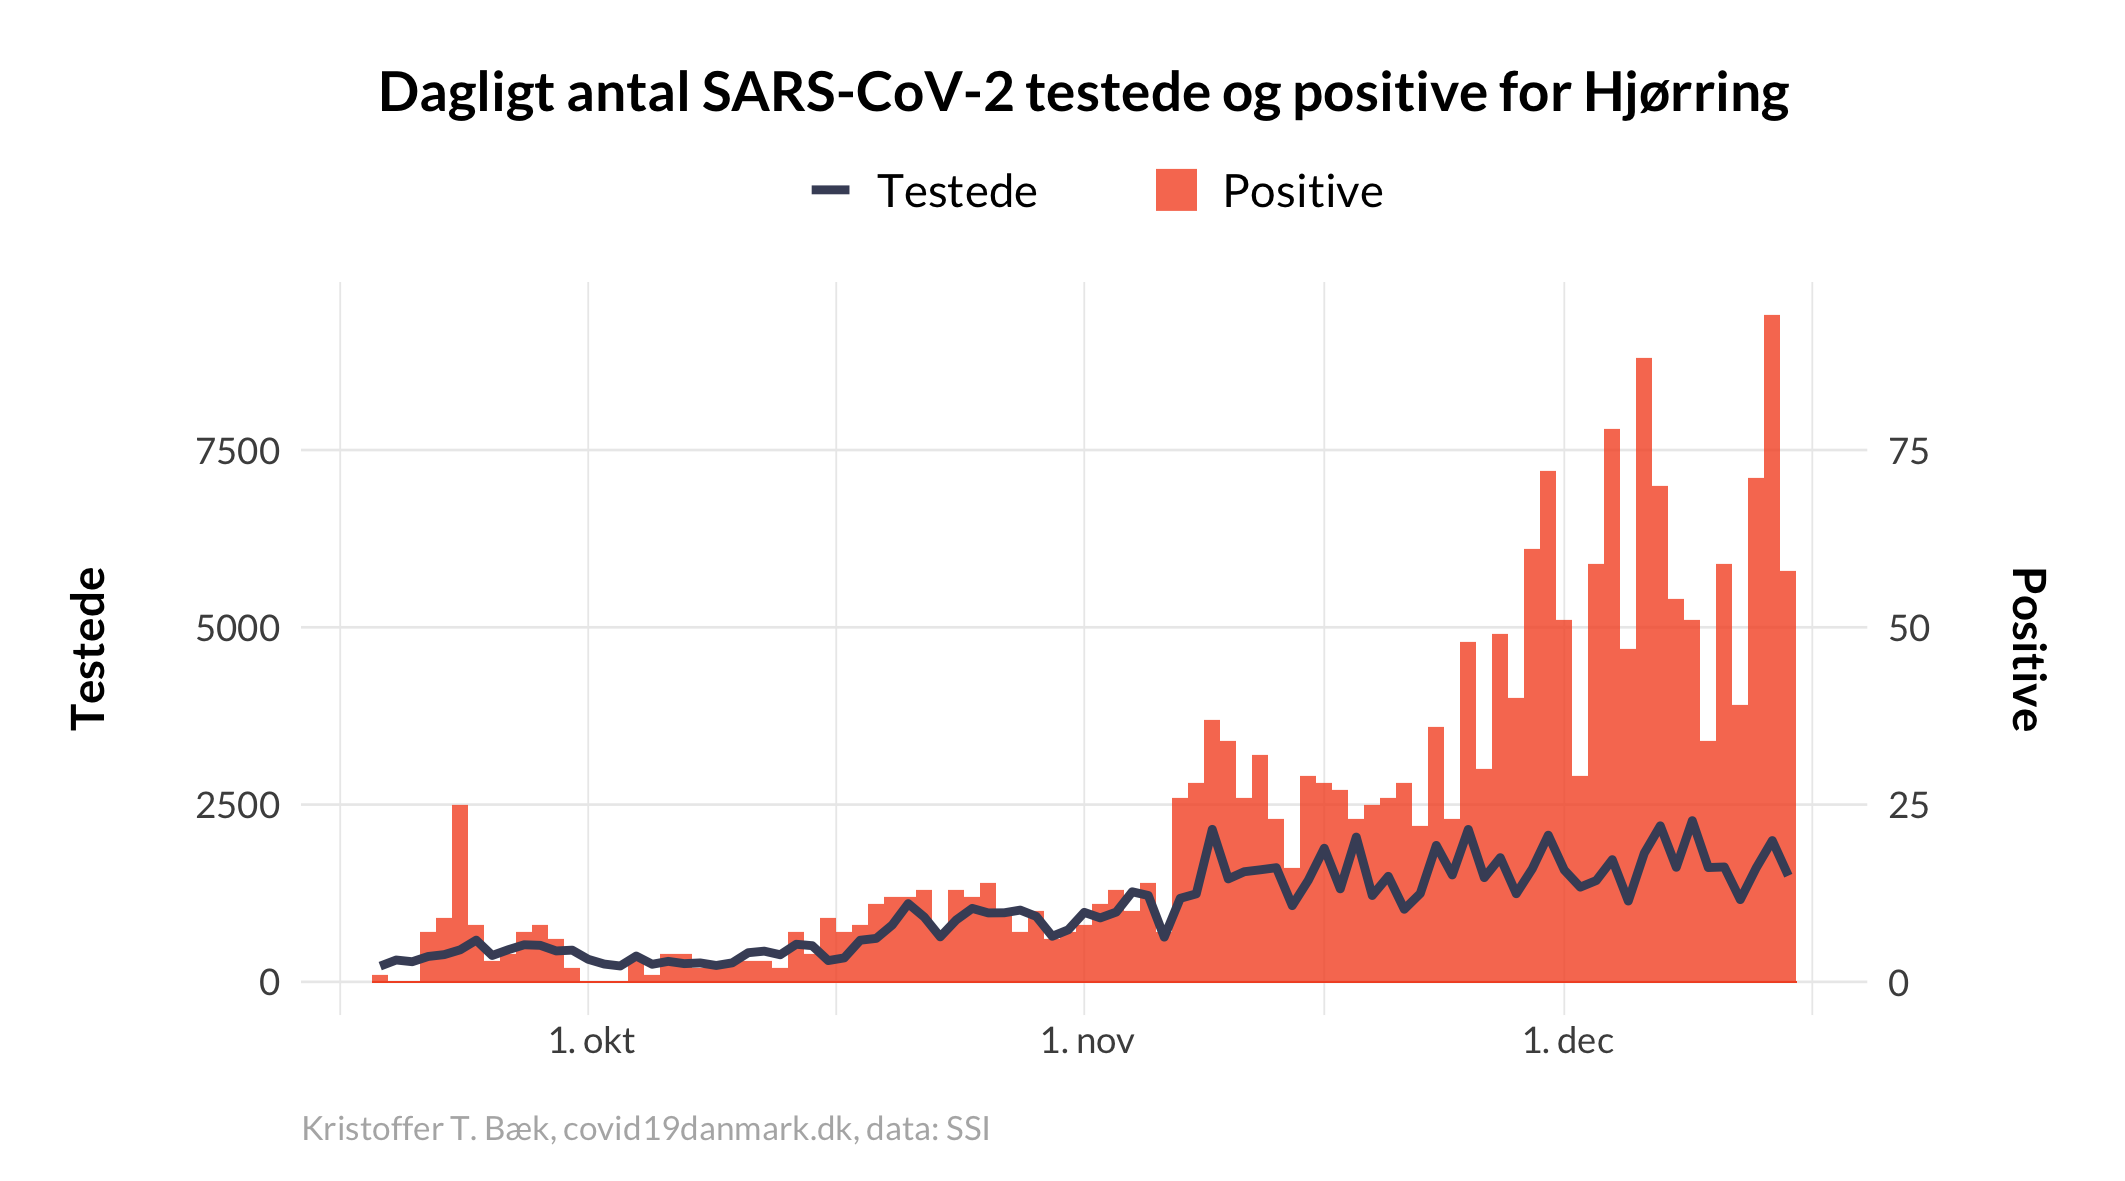 Dagligt antal SARS-CoV-2 testede og positive for Hjørring
Testede
Positive
7500
5000
2500
0
Testede
75
50
25
0
Positive
1. okt
1. nov
1. dec
Kristoffer T. Bæk, covid19danmark.dk, data: SSI